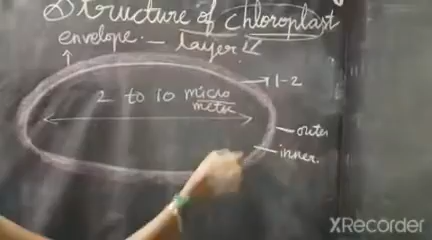 Structure of chloroplast
envelope. — layer
1-2
2 to 10 micro
meter
outer
inner.
XRecorder